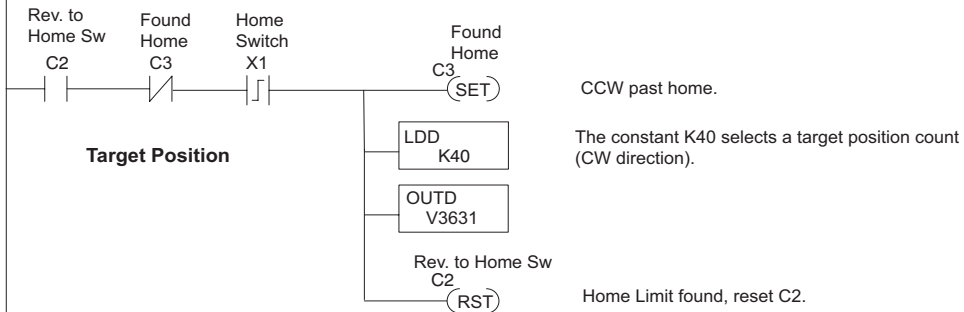 Rev. to
Home Sw
C2
Found
Home
C3
Home
Switch
X1
Found
Home
C3
SET
CCW past home.
Target Position
LDD
K40
The constant K40 selects a target position count
(CW direction).
OUTD
V3631
Rev. to Home Sw
C2
RST
Home Limit found, reset C2.